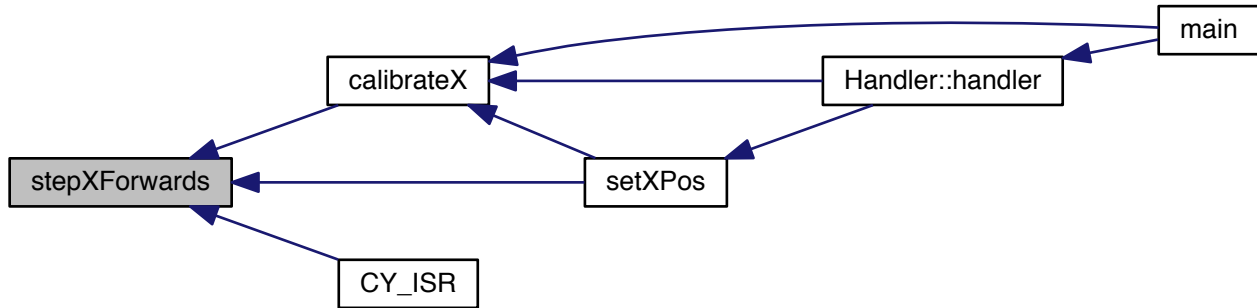 main
calibrateX
Handler::handler
stepXForwards
setXPos
CY_ISR